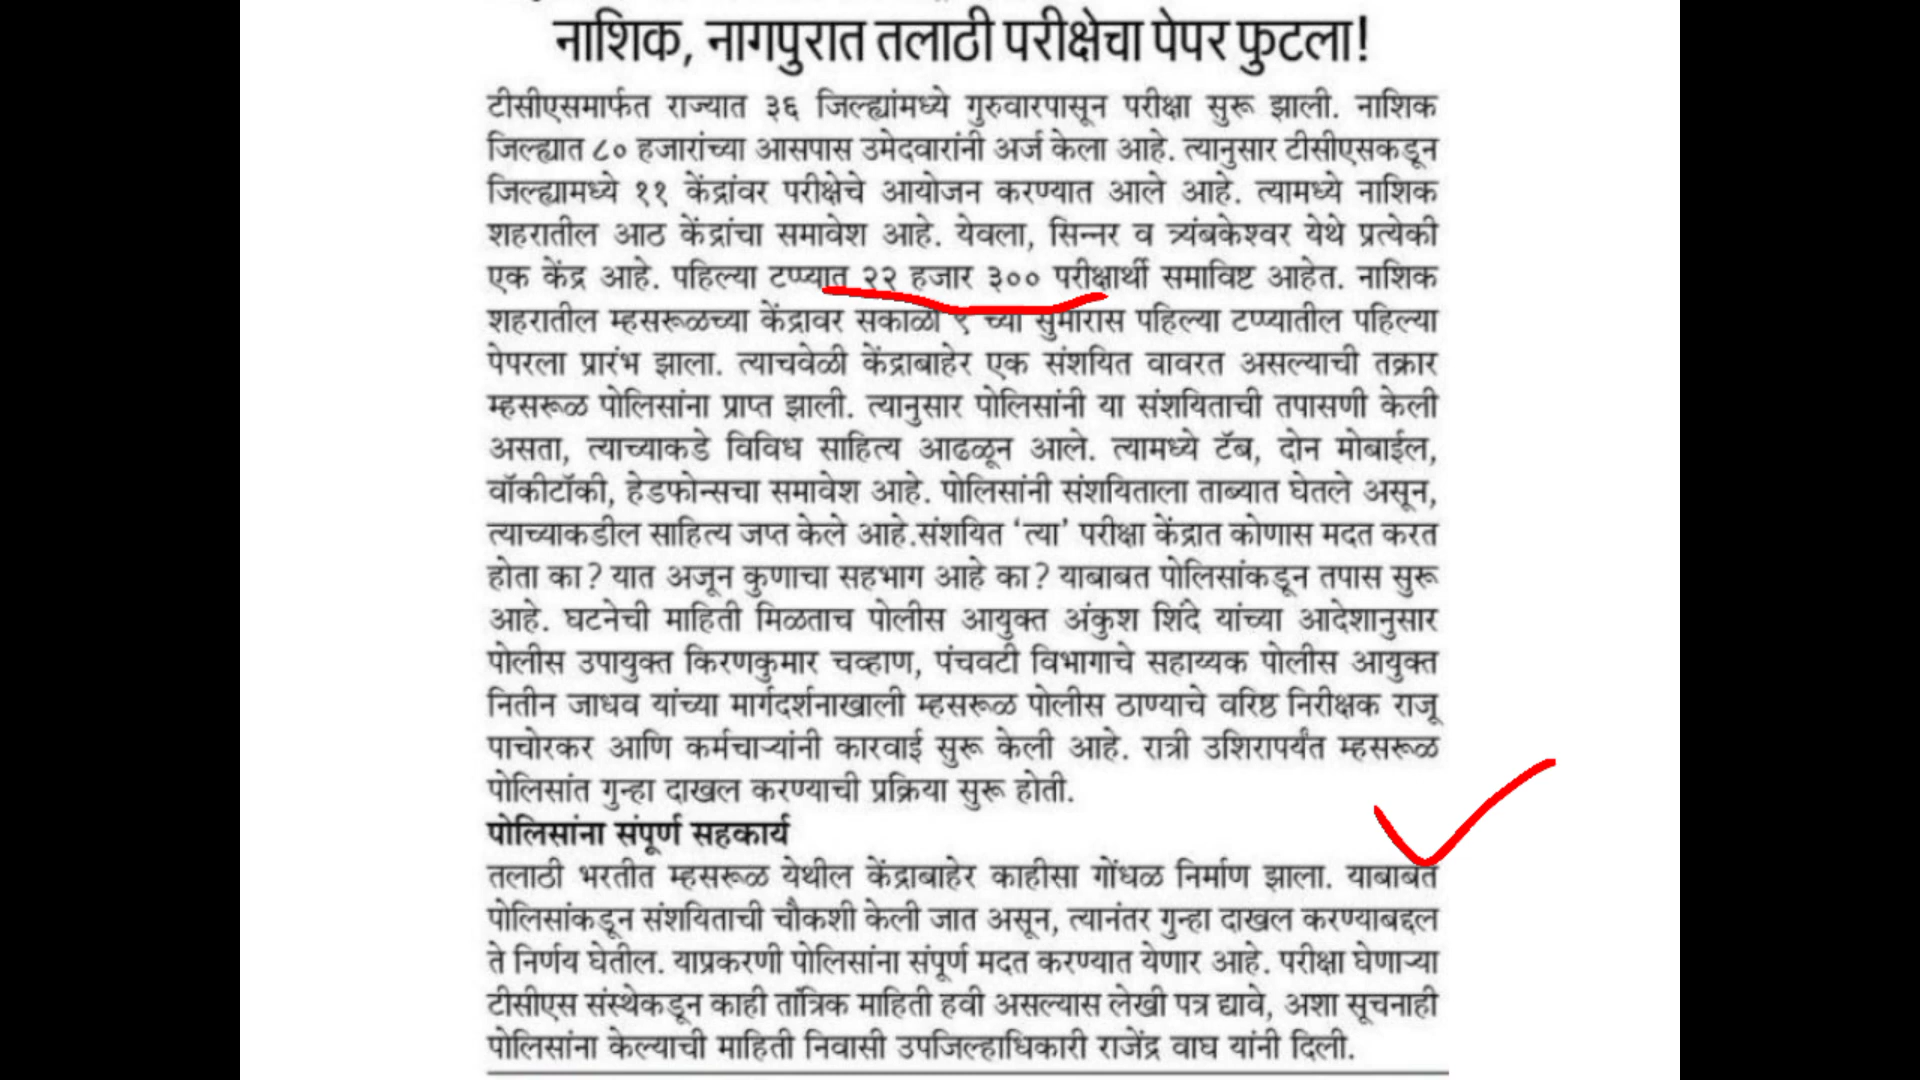 नाशिक, नागपुरात तलाठी परीक्षेचा पेपर फुटला!
टीसीएसमार्फत राज्यात ३६ जिल्ह्यांमध्ये गुरुवारपासून परीक्षा सुरू झाली. नाशिक
जिल्ह्यात ८० हजारांच्या आसपास उमेदवारांनी अर्ज केला आहे. त्यानुसार टीसीएसकडून
जिल्ह्यामध्ये ११ केंद्रांवर परीक्षेचे आयोजन करण्यात आले आहे. त्यामध्ये नाशिक
शहरातील आठ केंद्रांचा समावेश आहे. येवला, सिन्नर व त्र्यंबकेश्वर येथे प्रत्येकी
एक केंद्र आहे. पहिल्या टप्प्यात २२ हजार ३०० परीक्षार्थी समाविष्ट आहेत. नाशिक
शहरातील म्हसरूळच्या केंद्रावर सकाळी ९ च्या सुमारास पहिल्या टप्प्यातील पहिल्या
पेपरला प्रारंभ झाला. त्याचवेळी केंद्राबाहेर एक संशयित वावरत असल्याची तक्रार
म्हसरूळ पोलिसांना प्राप्त झाली. त्यानुसार पोलिसांनी या संशयिताची तपासणी केली
असता, त्याच्याकडे विविध साहित्य आढळून आले. त्यामध्ये टॅब, दोन मोबाईल,
वॉकीटॉकी, हेडफोन्सचा समावेश आहे. पोलिसांनी संशयिताला ताब्यात घेतले असून,
त्याच्याकडील साहित्य जप्त केले आहे.संशयित ‘त्या’ परीक्षा केंद्रात कोणास मदत करत
होता का? यात अजून कुणाचा सहभाग आहे का? याबाबत पोलिसांकडून तपास सुरू
आहे. घटनेची माहिती मिळताच पोलीस आयुक्त अंकुश शिंदे यांच्या आदेशानुसार
पोलीस उपायुक्त किरणकुमार चव्हाण, पंचवटी विभागाचे सहाय्यक पोलीस आयुक्त
नितीन जाधव यांच्या मार्गदर्शनाखाली म्हसरूळ पोलीस ठाण्याचे वरिष्ठ निरीक्षक राजू
पाचोरकर आणि कर्मचाऱ्यांनी कारवाई सुरू केली आहे. रात्री उशिरापर्यंत म्हसरूळ
पोलिसांत गुन्हा दाखल करण्याची प्रक्रिया सुरू होती.
पोलिसांना संपूर्ण सहकार्य
तलाठी भरतीत म्हसरूळ येथील केंद्राबाहेर काहीसा गोंधळ निर्माण झाला. याबाबत
पोलिसांकडून संशयिताची चौकशी केली जात असून, त्यानंतर गुन्हा दाखल करण्याबद्दल
ते निर्णय घेतील. याप्रकरणी पोलिसांना संपूर्ण मदत करण्यात येणार आहे. परीक्षा घेणाऱ्या
टीसीएस संस्थेकडून काही तांत्रिक माहिती हवी असल्यास लेखी पत्र द्यावे, अशा सूचनाही
पोलिसांना केल्याची माहिती निवासी उपजिल्हाधिकारी राजेंद्र वाघ यांनी दिली.